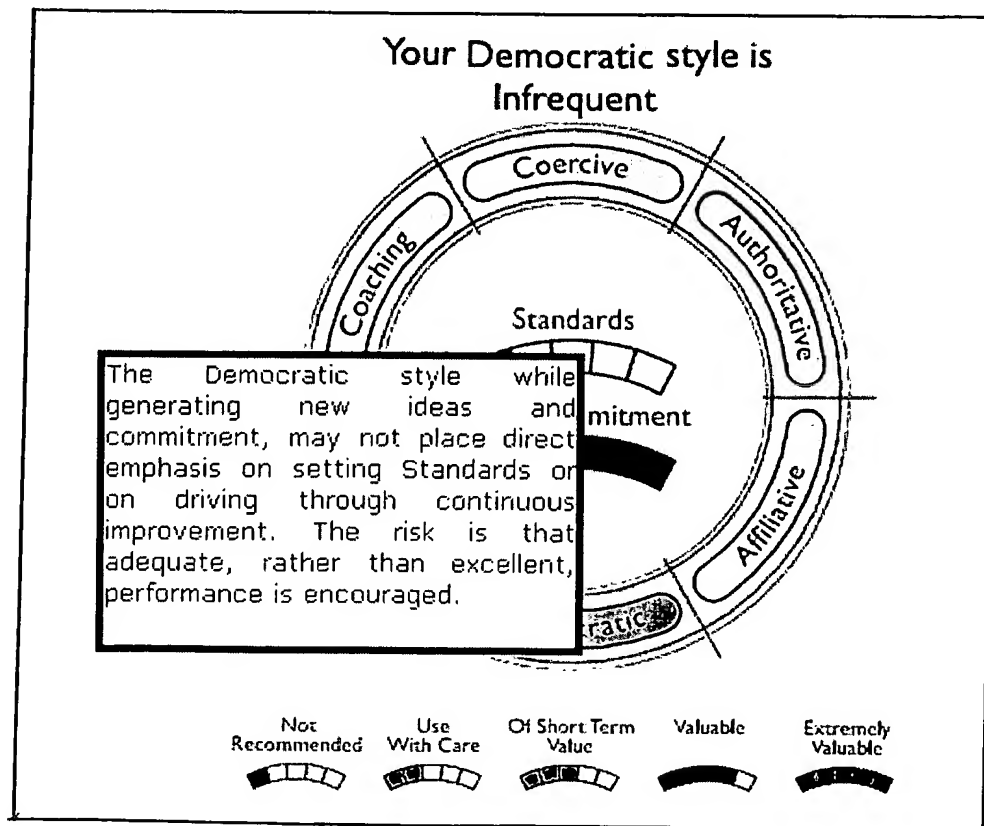 Your Democratic style is
Infrequent
Coercive
Coaching
Authoritative
Standards
mitment
The Democratic style while
generating new ideas and
commitment, may not place direct
emphasis on setting Standards or
on driving through continuous
improvement. The risk is that
adequate, rather than excellent,
performance is encouraged.
Affiliative
ratic
Not
Recommended
Use
With Care
Of Short Term
Value
Valuable
Extremely
Valuable